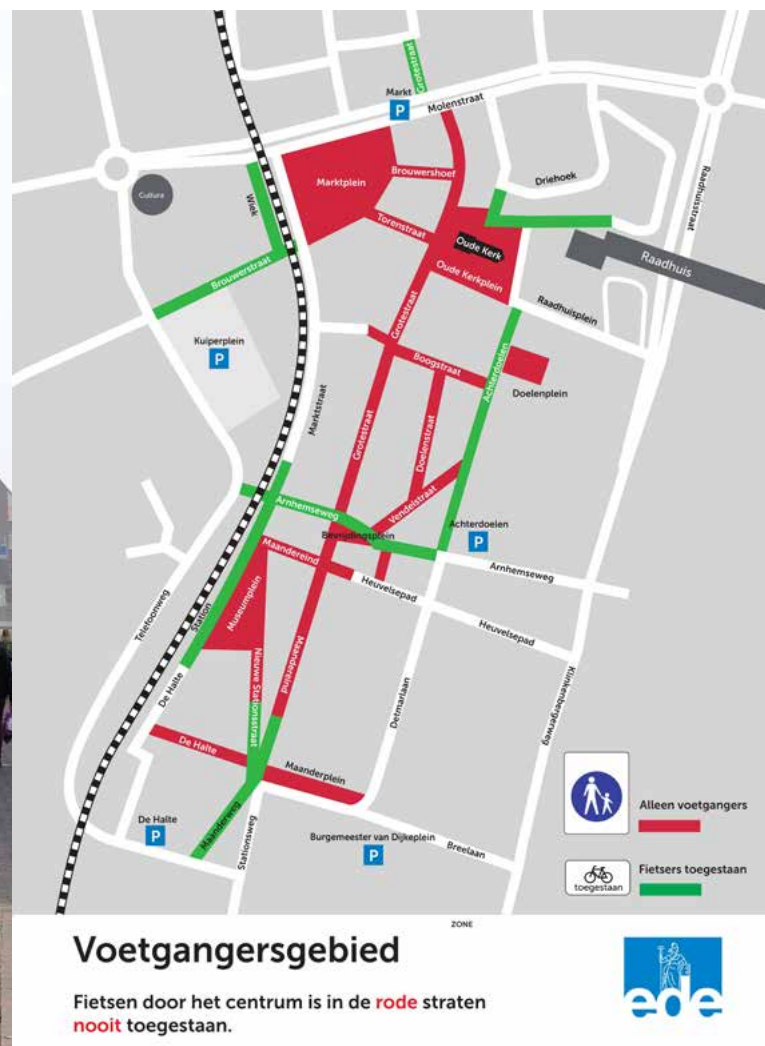 Grotestraat
Markt
P
Molenstraat
Brouwershoef
Marktplein
Driehoek
Cultura
Wiek
Torenstraat
Raadhuisstraat
Oude Kerk
Raadhuis
Oude Kerkplein
Brouwerstraat
Raadhuisplein
Grotestraat
Kuiperplein
P
Boogstraat
Achterdoelen
Doelenplein
Marktstraat
Grotestraat
Doelenstraat
Vendelstraat
Arnhemseweg
Achterdoelen
P
Bevrijdingsplein
Maandereind
Arnhemseweg
Heuvelsepad
Telefoonweg
Station
Museumplein
Heuvelsepad
Maandereind
Nieuwe Stationsstraat
De Halte
Detmarlaan
Klinkenbergerweg
De Halte
Maanderplein
De Halte
P
Maanderweg
Stationsweg
Burgemeester van Dijkeplein
P
Breelaan
Alleen voetgangers
toegestaan
Fietsers toegestaan
ZONE
Voetgangersgebied
Fietsen door het centrum is in de rode straten
nooit toegestaan.
ede